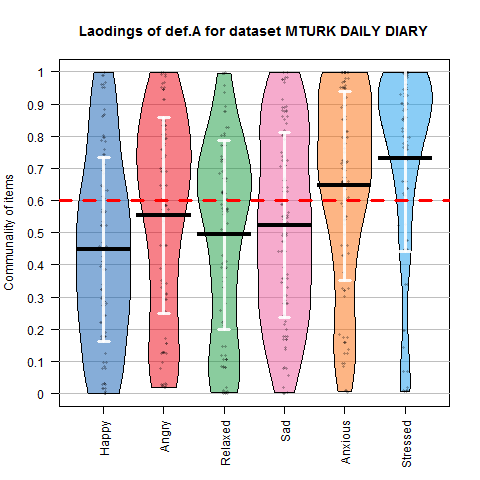 Laodings of def.A for dataset MTURK DAILY DIARY
Communality of items
1
0.9
0.8
0.7
0.6
0.5
0.4
0.3
0.2
0.1
0
Happy
Angry
Relaxed
Sad
Anxious
Stressed